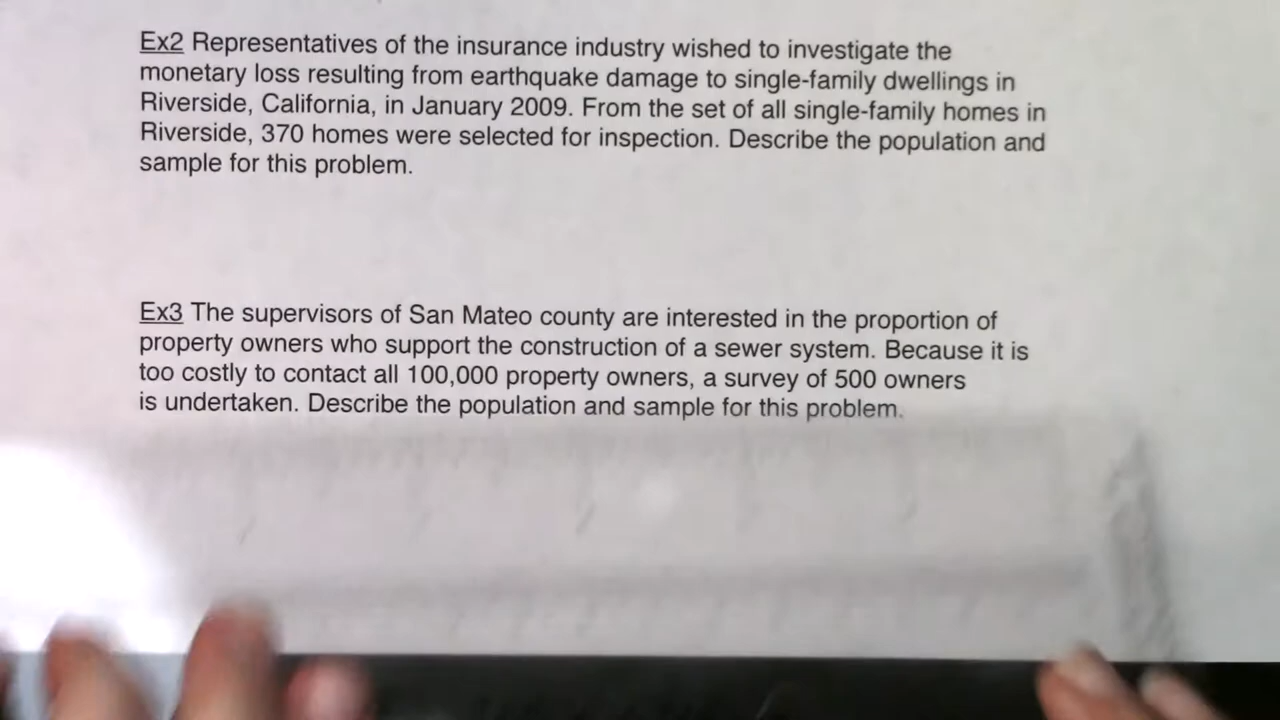 Ex2 Representatives of the insurance industry wished to investigate the
monetary loss resulting from earthquake damage to single-family dwellings in
Riverside, California, in January 2009. From the set of all single-family homes in
Riverside, 370 homes were selected for inspection. Describe the population and
sample for this problem.
Ex3 The supervisors of San Mateo county are interested in the proportion of
property owners who support the construction of a sewer system. Because it is
too costly to contact all 100,000 property owners, a survey of 500 owners
is undertaken. Describe the population and sample for this problem.